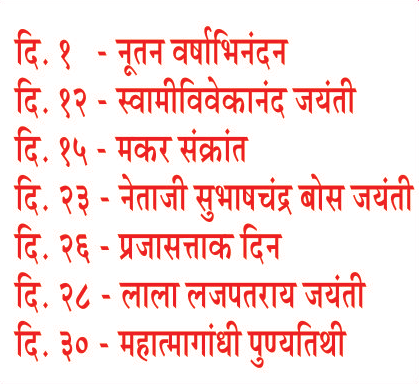 दि. १ - नूतन वर्षाभिनंदन
दि. १२ - स्वामीविवेकानंद जयंती
दि. १५ - मकर संक्रांत
दि. २३ - नेताजी सुभाषचंद्र बोस जयंती
दि. २६ - प्रजासत्ताक दिन
दि. २८ - लाला लजपतराय जयंती
दि. ३० - महात्मागांधी पुण्यतिथी